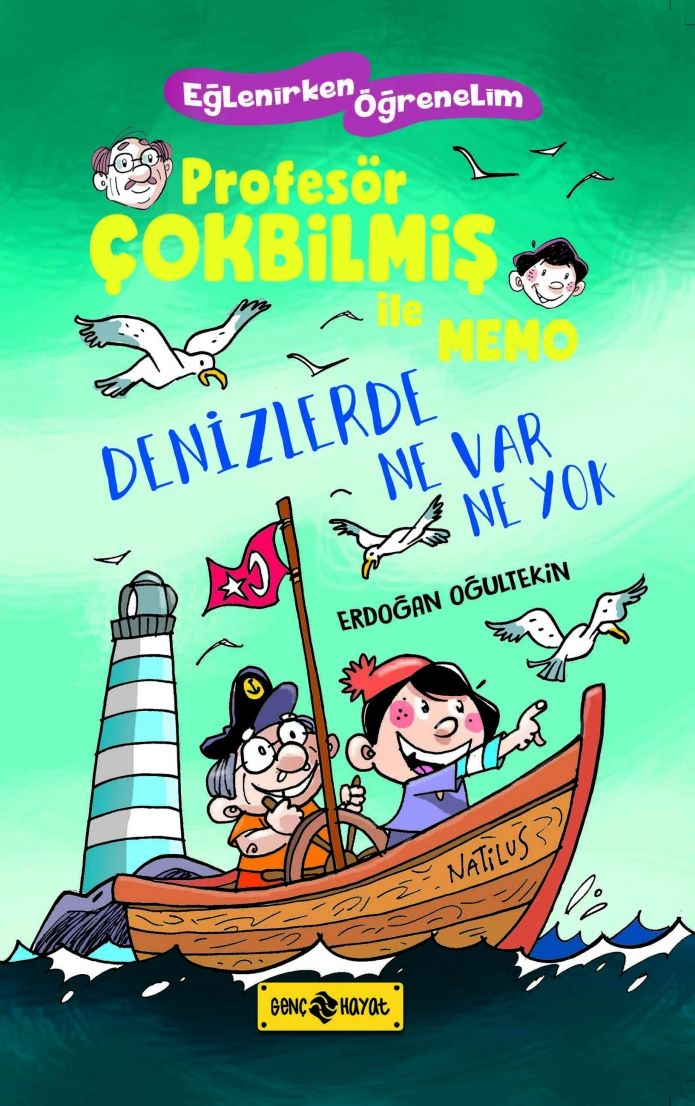 EğLenirken
ÖğreneLim
Profesör
ÇOKBİLMİŞ
ile MEMO
DENİZLERDE
NE VAR
NE YOK
ERDOĞAN OĞULTEKİN
NATiLUS
GENÇ HAYAT